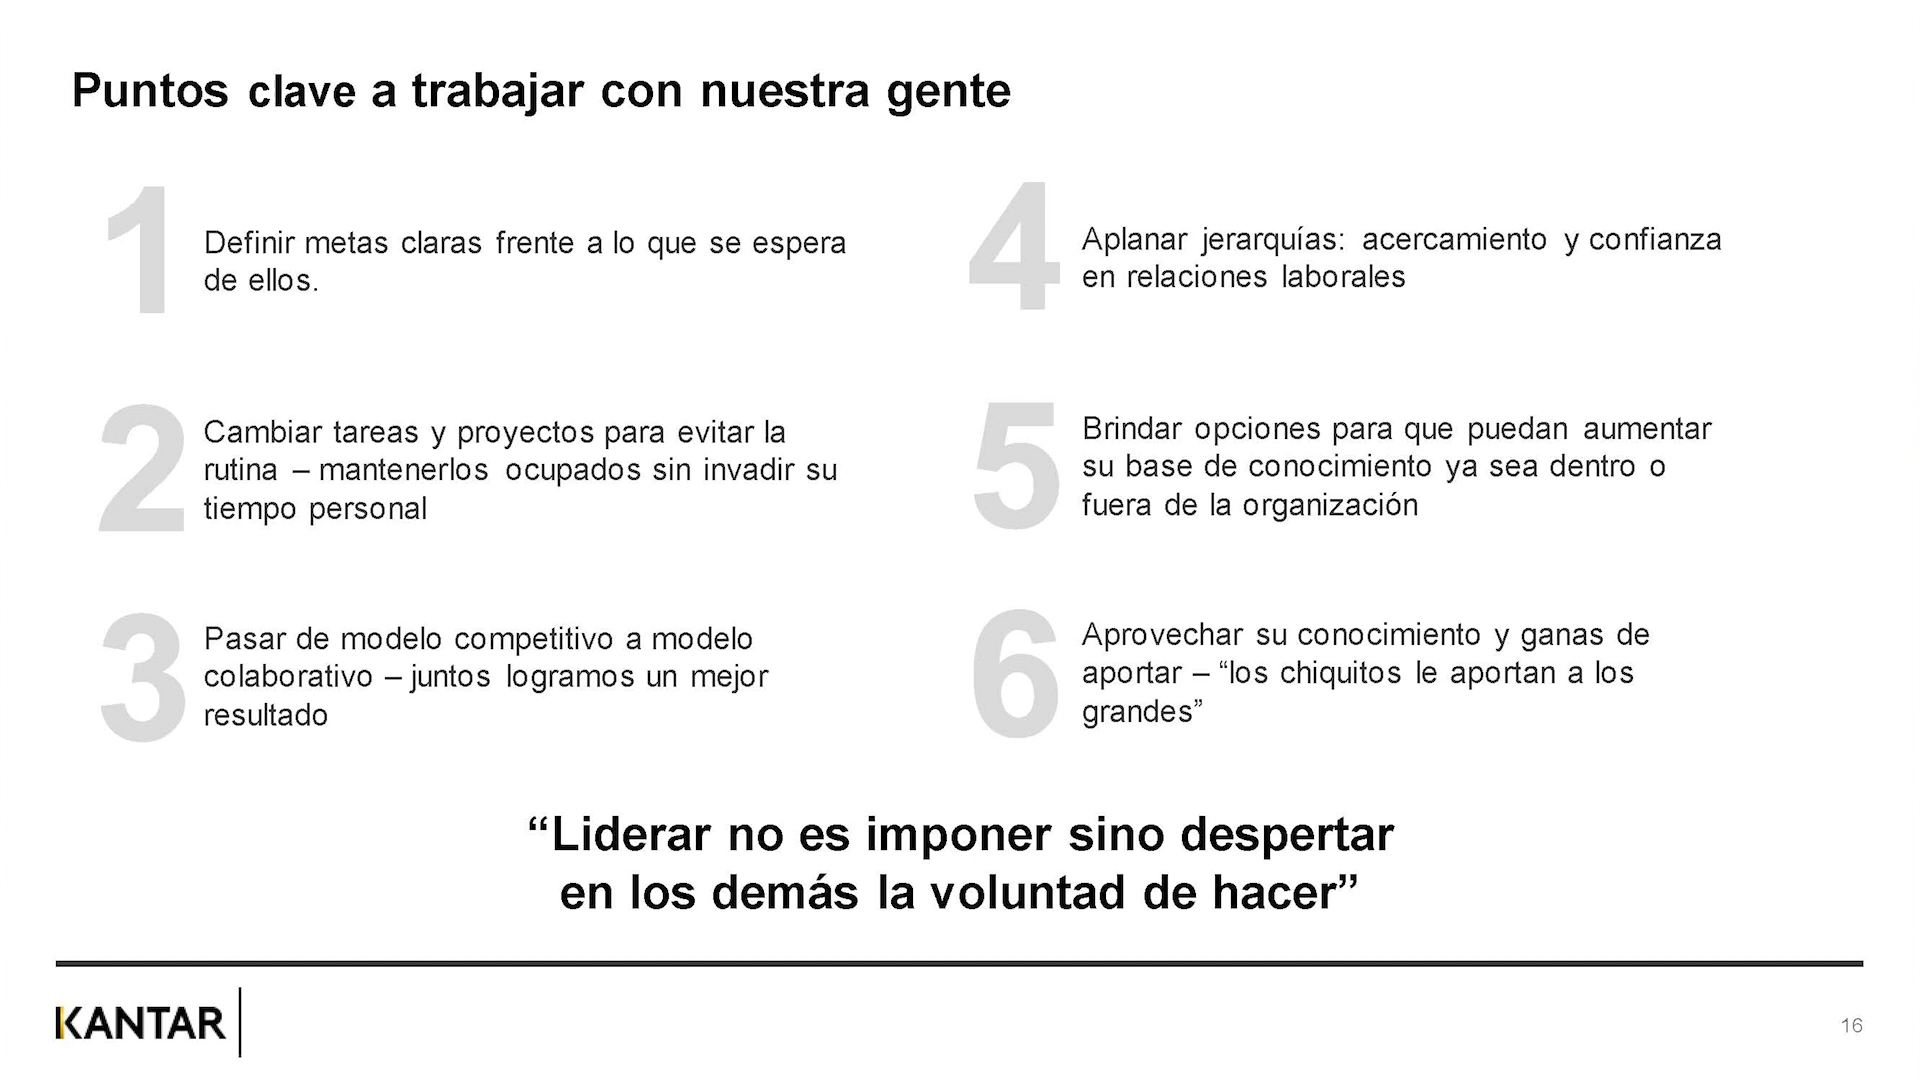 Puntos clave a trabajar con nuestra gente
1
Definir metas claras frente a lo que se espera
de ellos.
2
Cambiar tareas y proyectos para evitar la
rutina – mantenerlos ocupados sin invadir su
tiempo personal
3
Pasar de modelo competitivo a modelo
colaborativo – juntos logramos un mejor
resultado
4
Aplanar jerarquías: acercamiento y confianza
en relaciones laborales
5
Brindar opciones para que puedan aumentar
su base de conocimiento ya sea dentro o
fuera de la organización
6
Aprovechar su conocimiento y ganas de
aportar – “los chiquitos le aportan a los
grandes”
“Liderar no es imponer sino despertar
en los demás la voluntad de hacer”
KANTAR
16